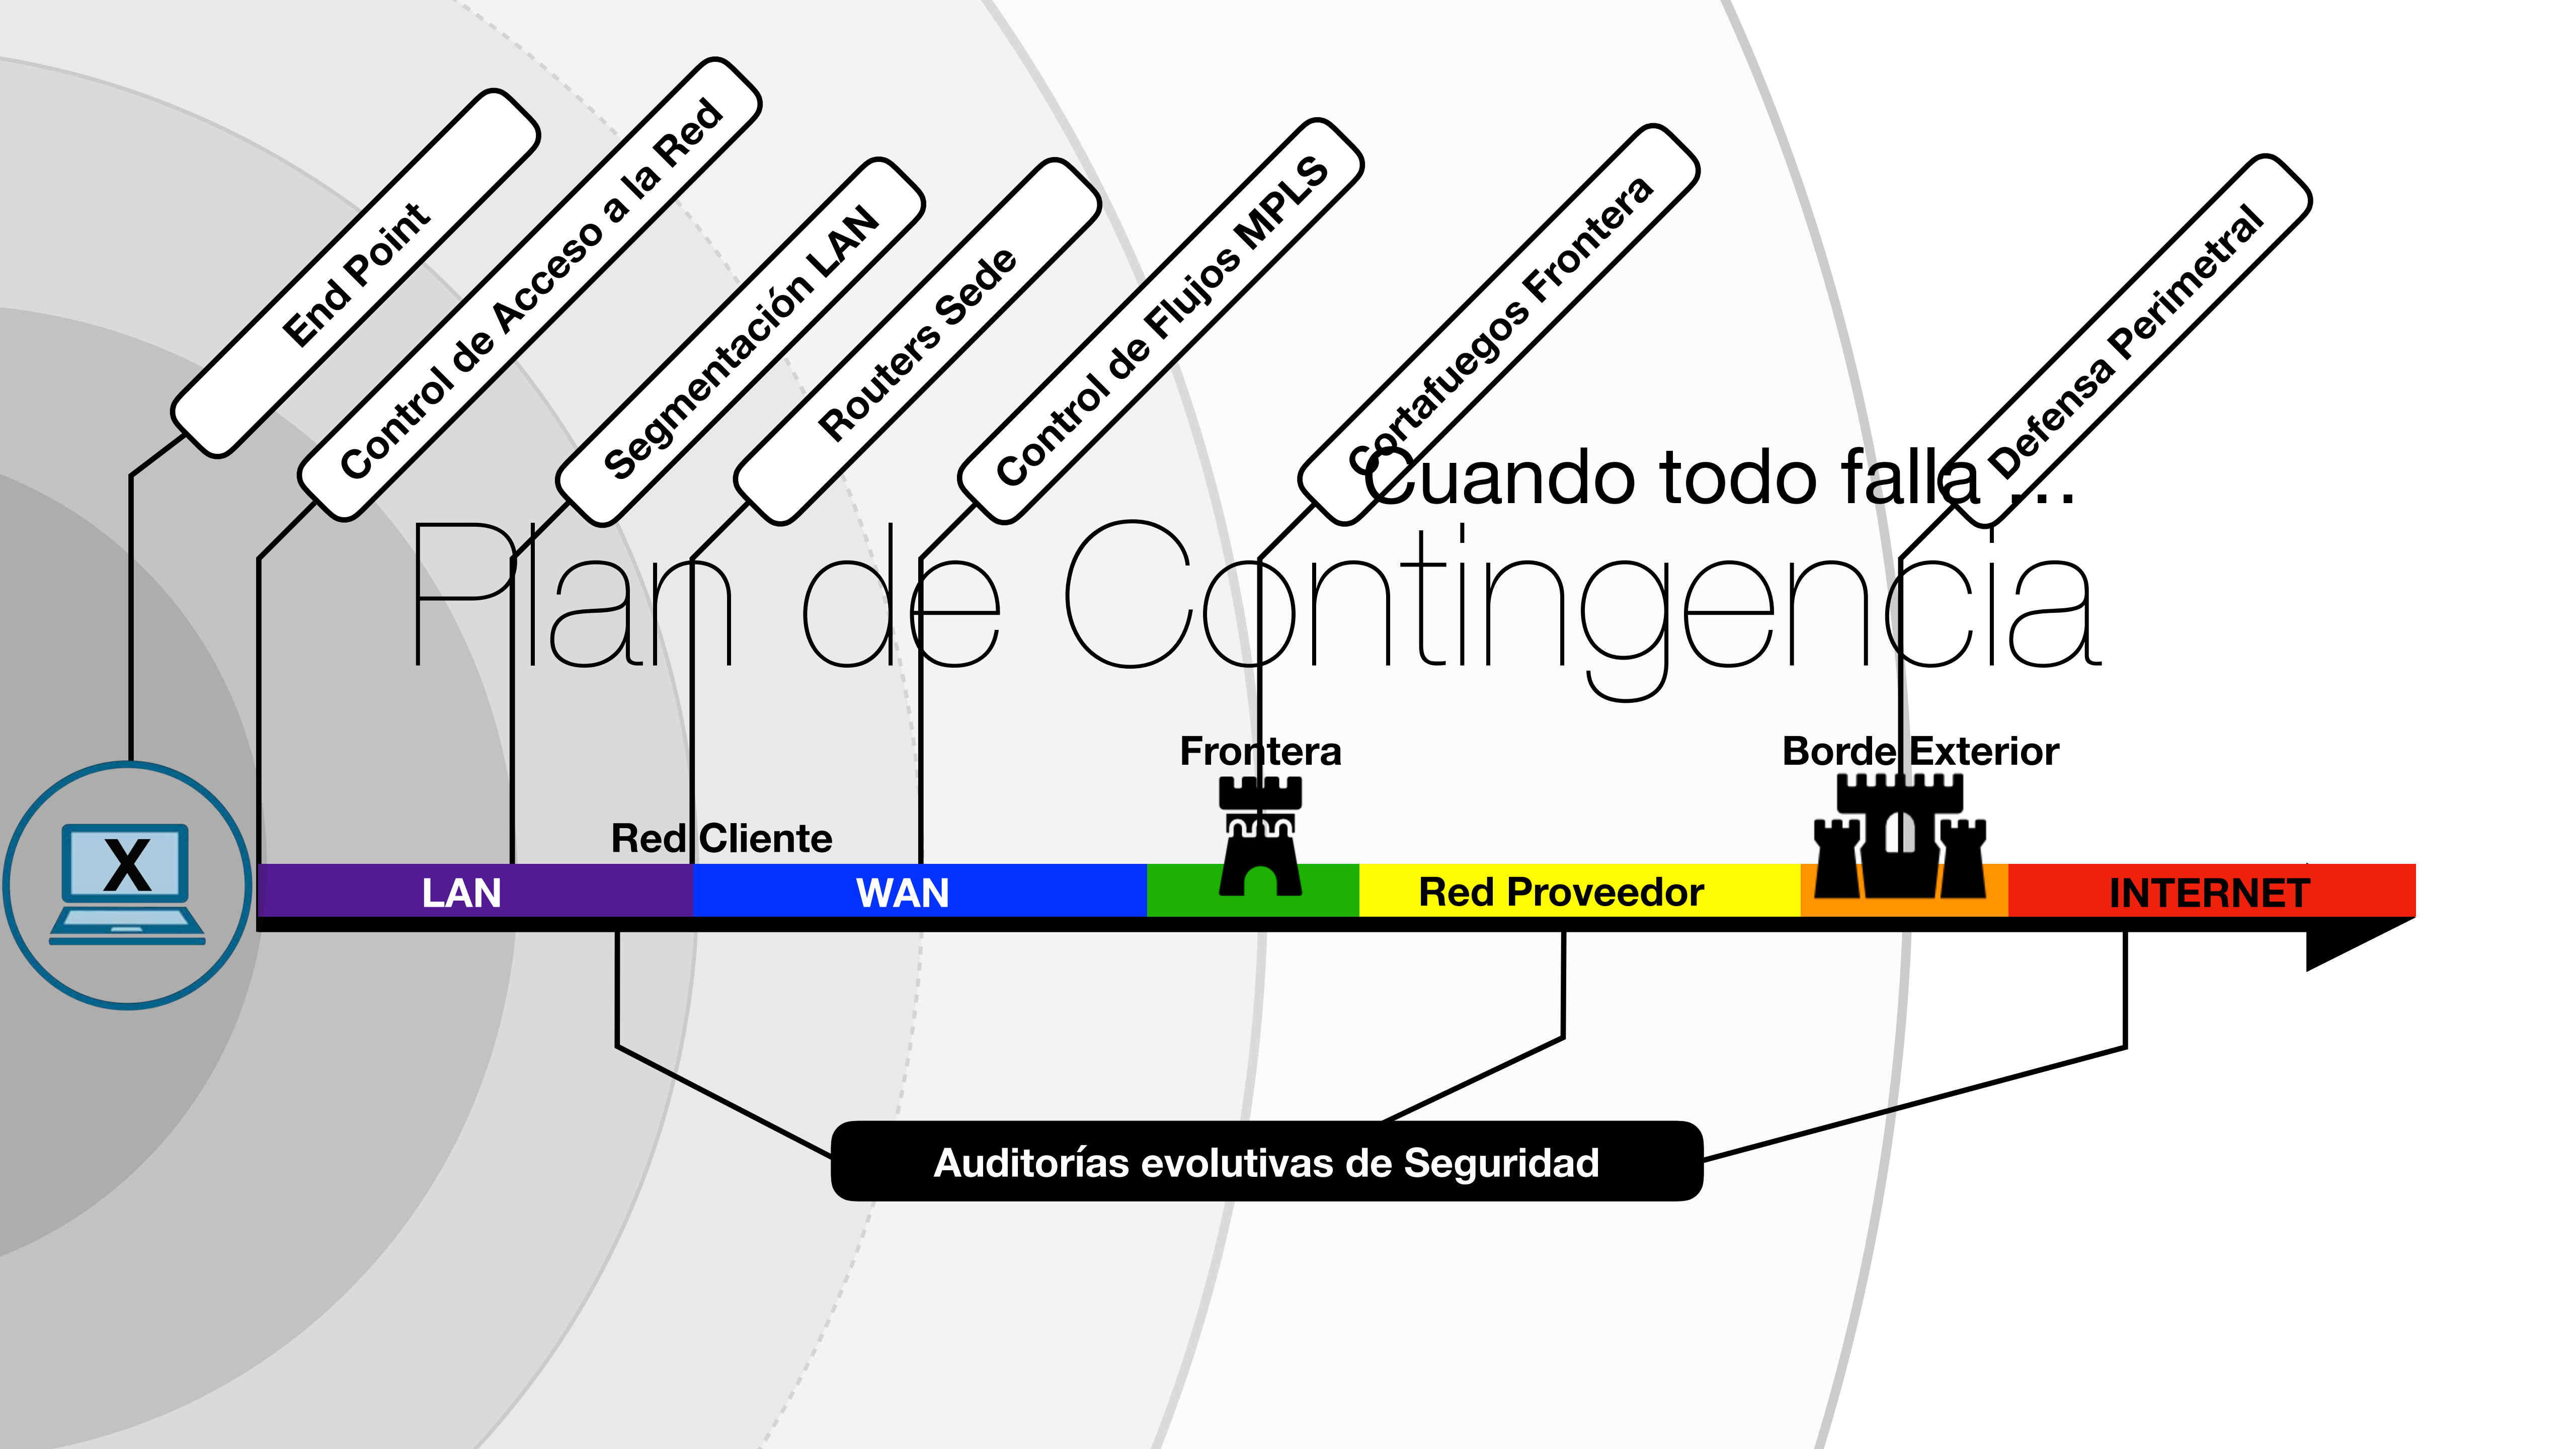 End Point
Control de Acceso a la Red
Segmentación LAN
Routers Sede
Control de Flujos MPLS
Cortafuegos Frontera
Defensa Perimetral
Cuando todo falla ...
Plan de Contingencia
Frontera
Borde Exterior
Red Cliente
X
LAN
WAN
Red Proveedor
INTERNET
Auditorías evolutivas de Seguridad